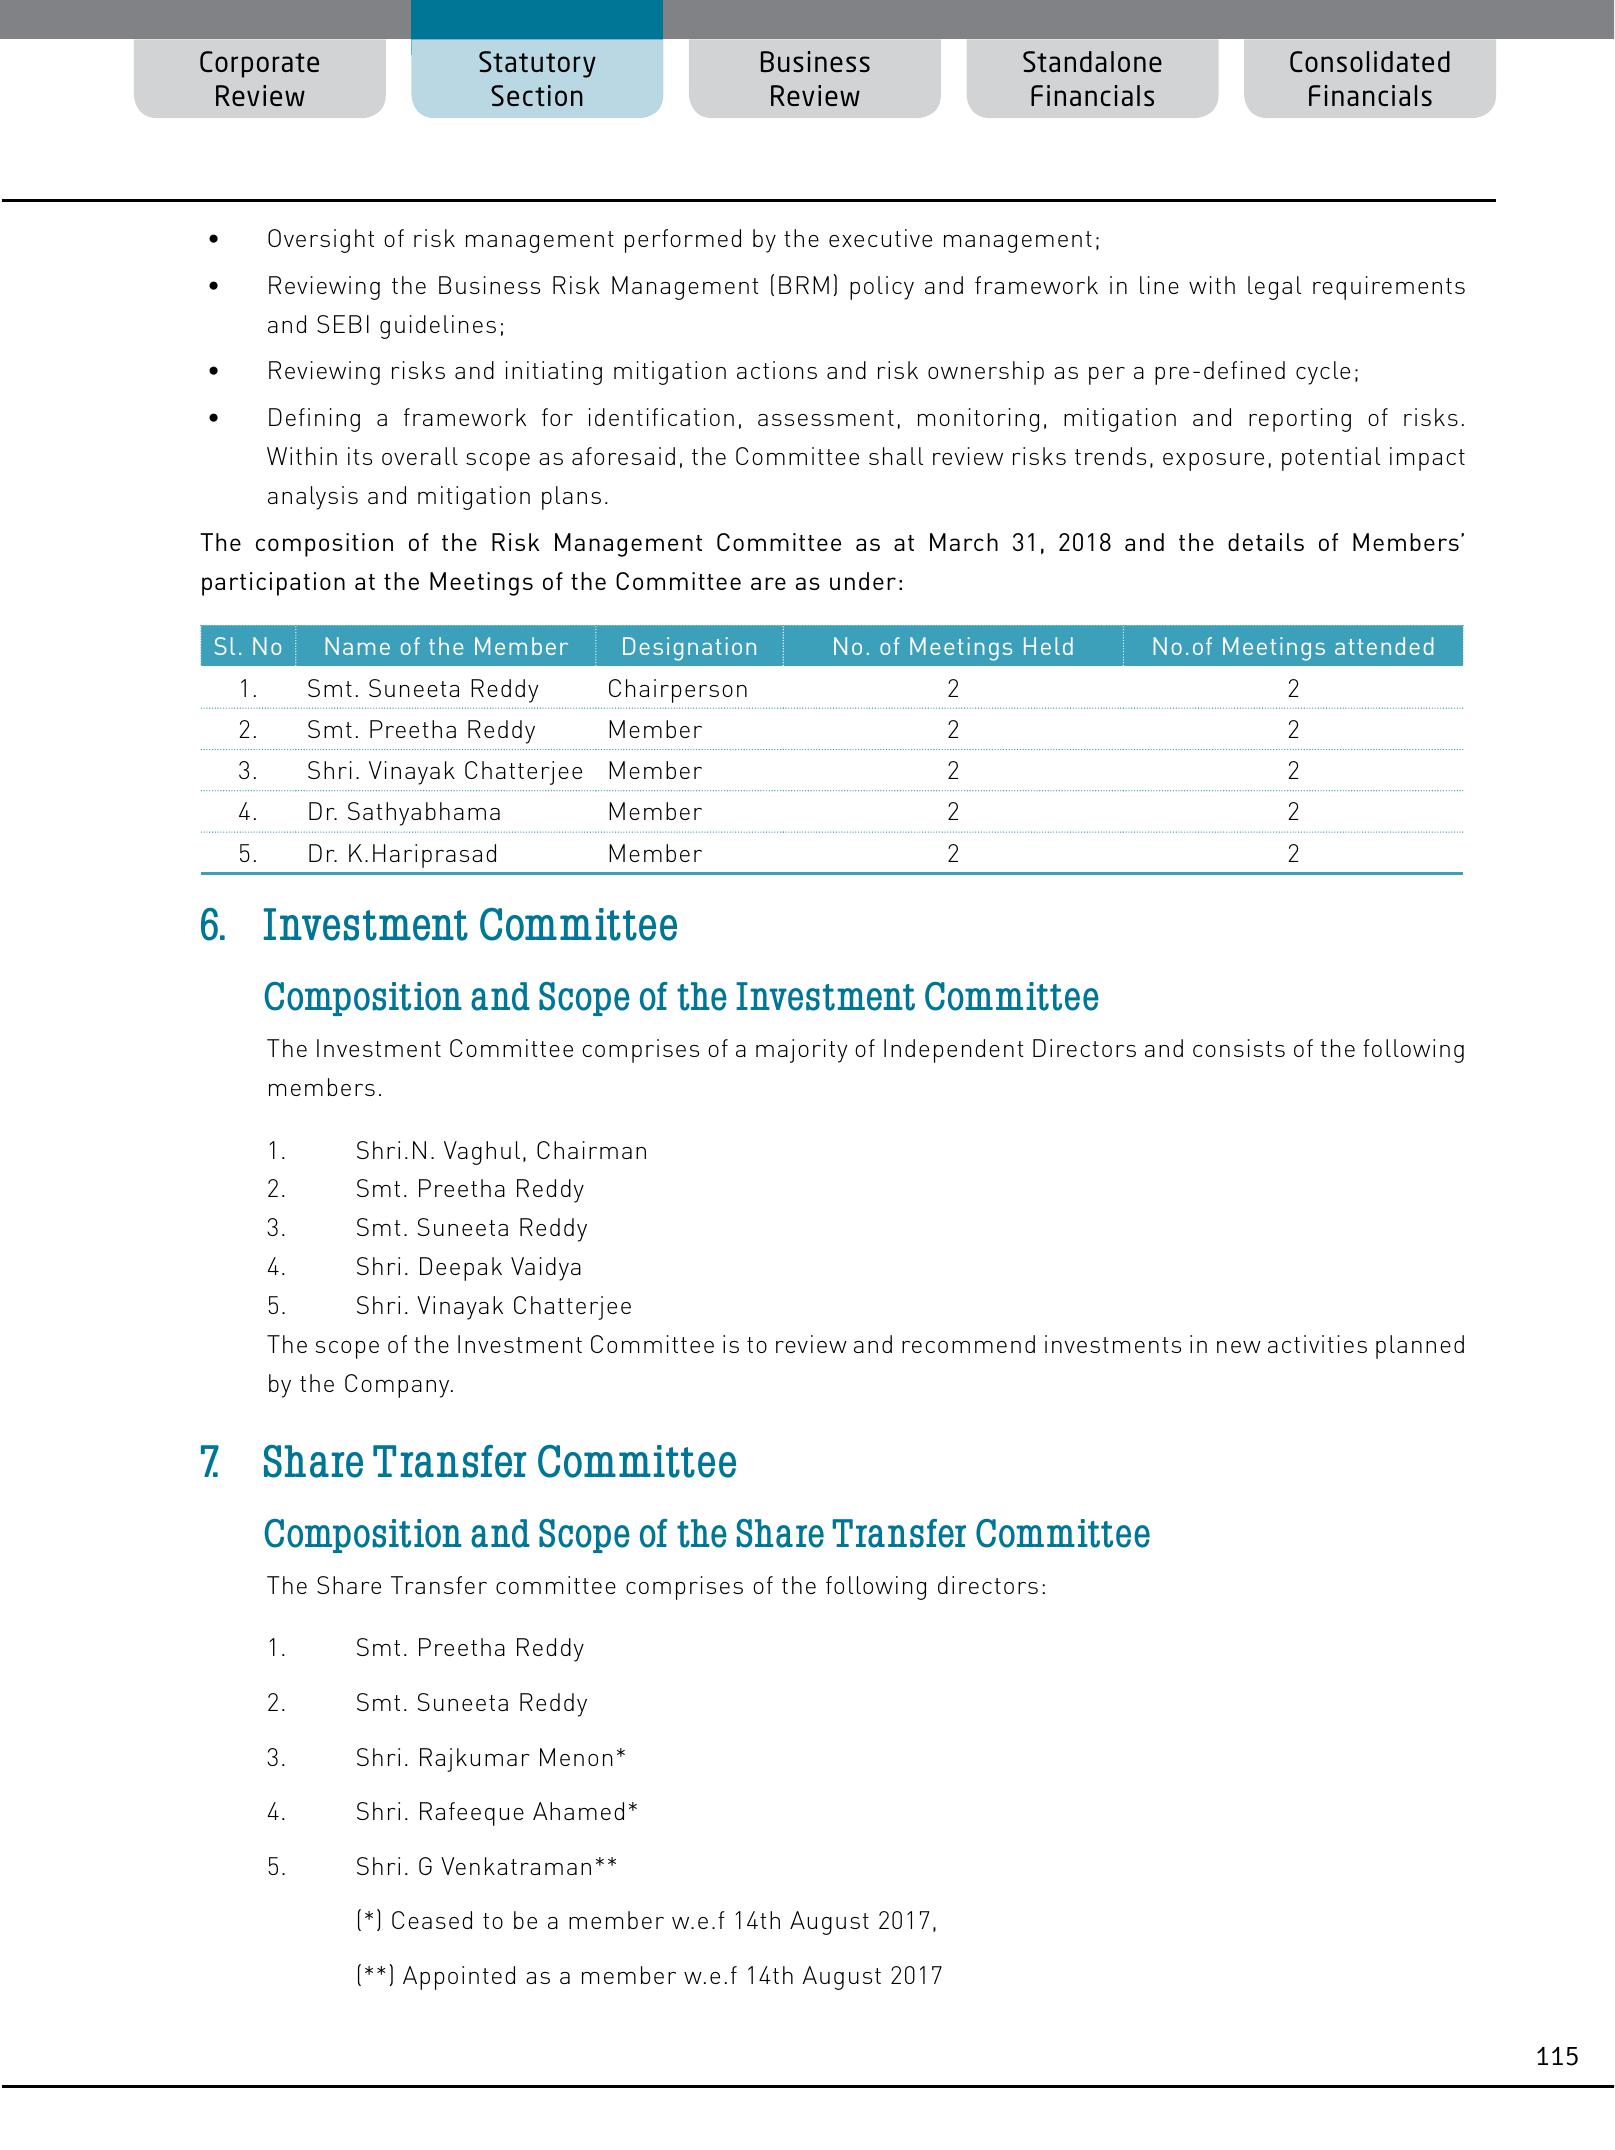 Corporate
Review
Statutory
Section
Business
Review
Standalone
Financials
Consolidated
Financials
• Oversight of risk management performed by the executive management;
• Reviewing the Business Risk Management (BRM) policy and framework in line with legal requirements
and SEBI guidelines;
• Reviewing risks and initiating mitigation actions and risk ownership as per a pre-defined cycle;
• Defining a framework for identification, assessment, monitoring, mitigation and reporting of risks.
Within its overall scope as aforesaid, the Committee shall review risks trends, exposure, potential impact
analysis and mitigation plans.
The composition of the Risk Management Committee as at March 31, 2018 and the details of Members’
participation at the Meetings of the Committee are as under:
Sl. No Name of the Member Designation No. of Meetings Held No.of Meetings attended
1. Smt. Suneeta Reddy Chairperson 2 2
2. Smt. Preetha Reddy Member 2 2
3. Shri. Vinayak Chatterjee Member 2 2
4. Dr. Sathyabhama Member 2 2
5. Dr. K.Hariprasad Member 2 2
6. Investment Committee
Composition and Scope of the Investment Committee
The Investment Committee comprises of a majority of Independent Directors and consists of the following
members.
1. Shri.N. Vaghul, Chairman
2. Smt. Preetha Reddy
3. Smt. Suneeta Reddy
4. Shri. Deepak Vaidya
5. Shri. Vinayak Chatterjee
The scope of the Investment Committee is to review and recommend investments in new activities planned
by the Company.
7. Share Transfer Committee
Composition and Scope of the Share Transfer Committee
The Share Transfer committee comprises of the following directors:
1. Smt. Preetha Reddy
2. Smt. Suneeta Reddy
3. Shri. Rajkumar Menon*
4. Shri. Rafeeque Ahamed*
5. Shri. G Venkatraman**
(*) Ceased to be a member w.e.f 14th August 2017,
(**) Appointed as a member w.e.f 14th August 2017
115